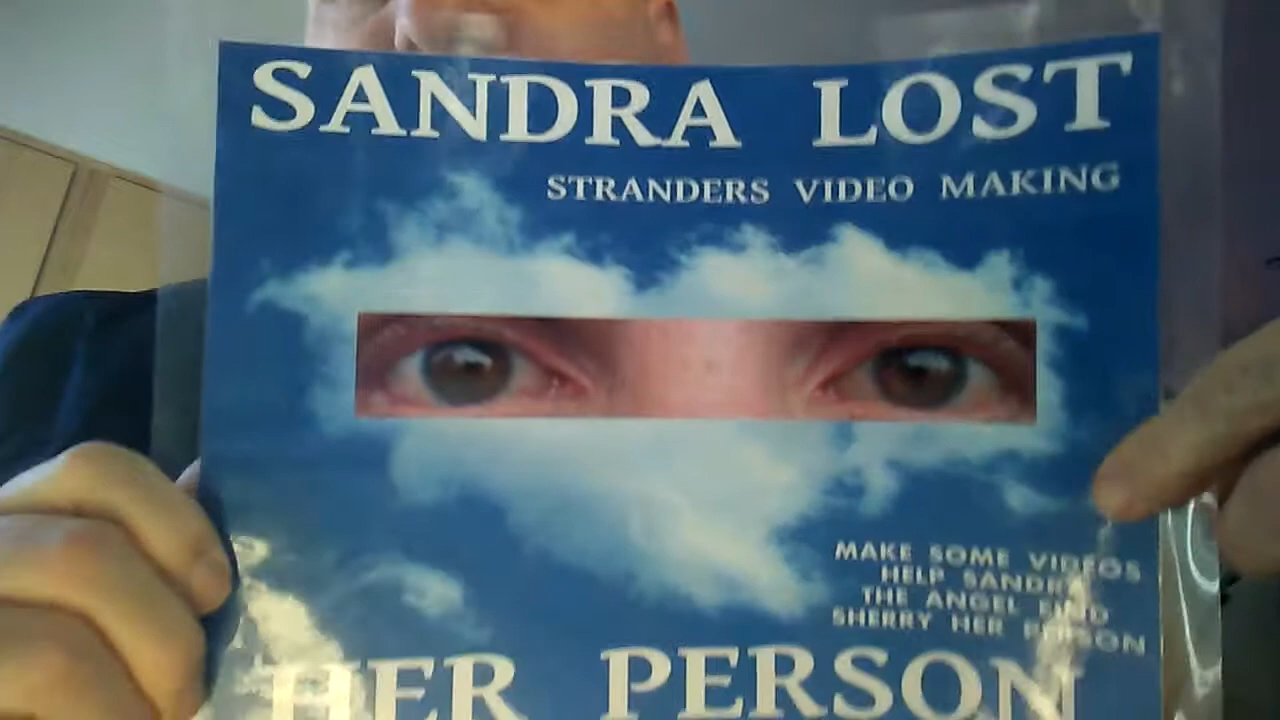 SANDRA LOST
STRANDERS VIDEO MAKING
MAKE SOME VIDEOS
HELP SANDRA
THE ANGEL FIND
SHERRY HER PERSON
HER PERSON